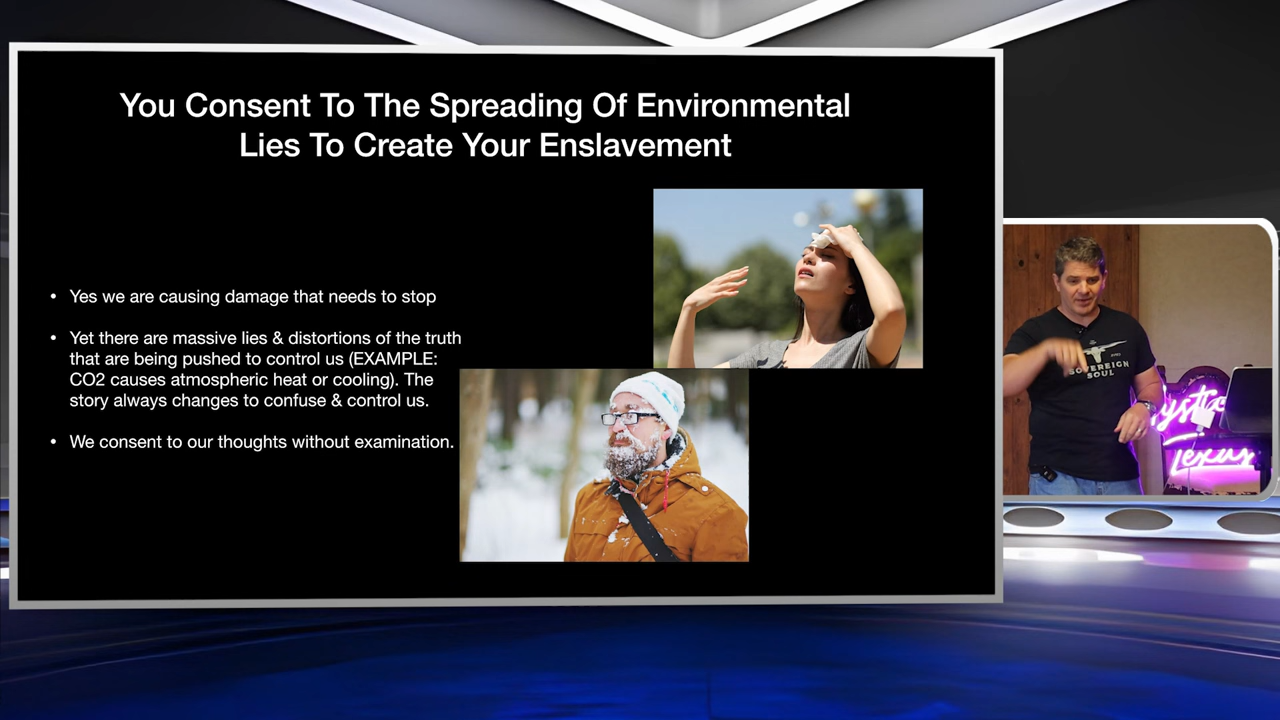 You Consent To The Spreading Of Environmental
Lies To Create Your Enslavement
• Yes we are causing damage that needs to stop
• Yet there are massive lies & distortions of the truth
that are being pushed to control us (EXAMPLE:
CO2 causes atmospheric heat or cooling). The
story always changes to confuse & control us.
• We consent to our thoughts without examination.
SOVEREIGN
SOUL
Lexus